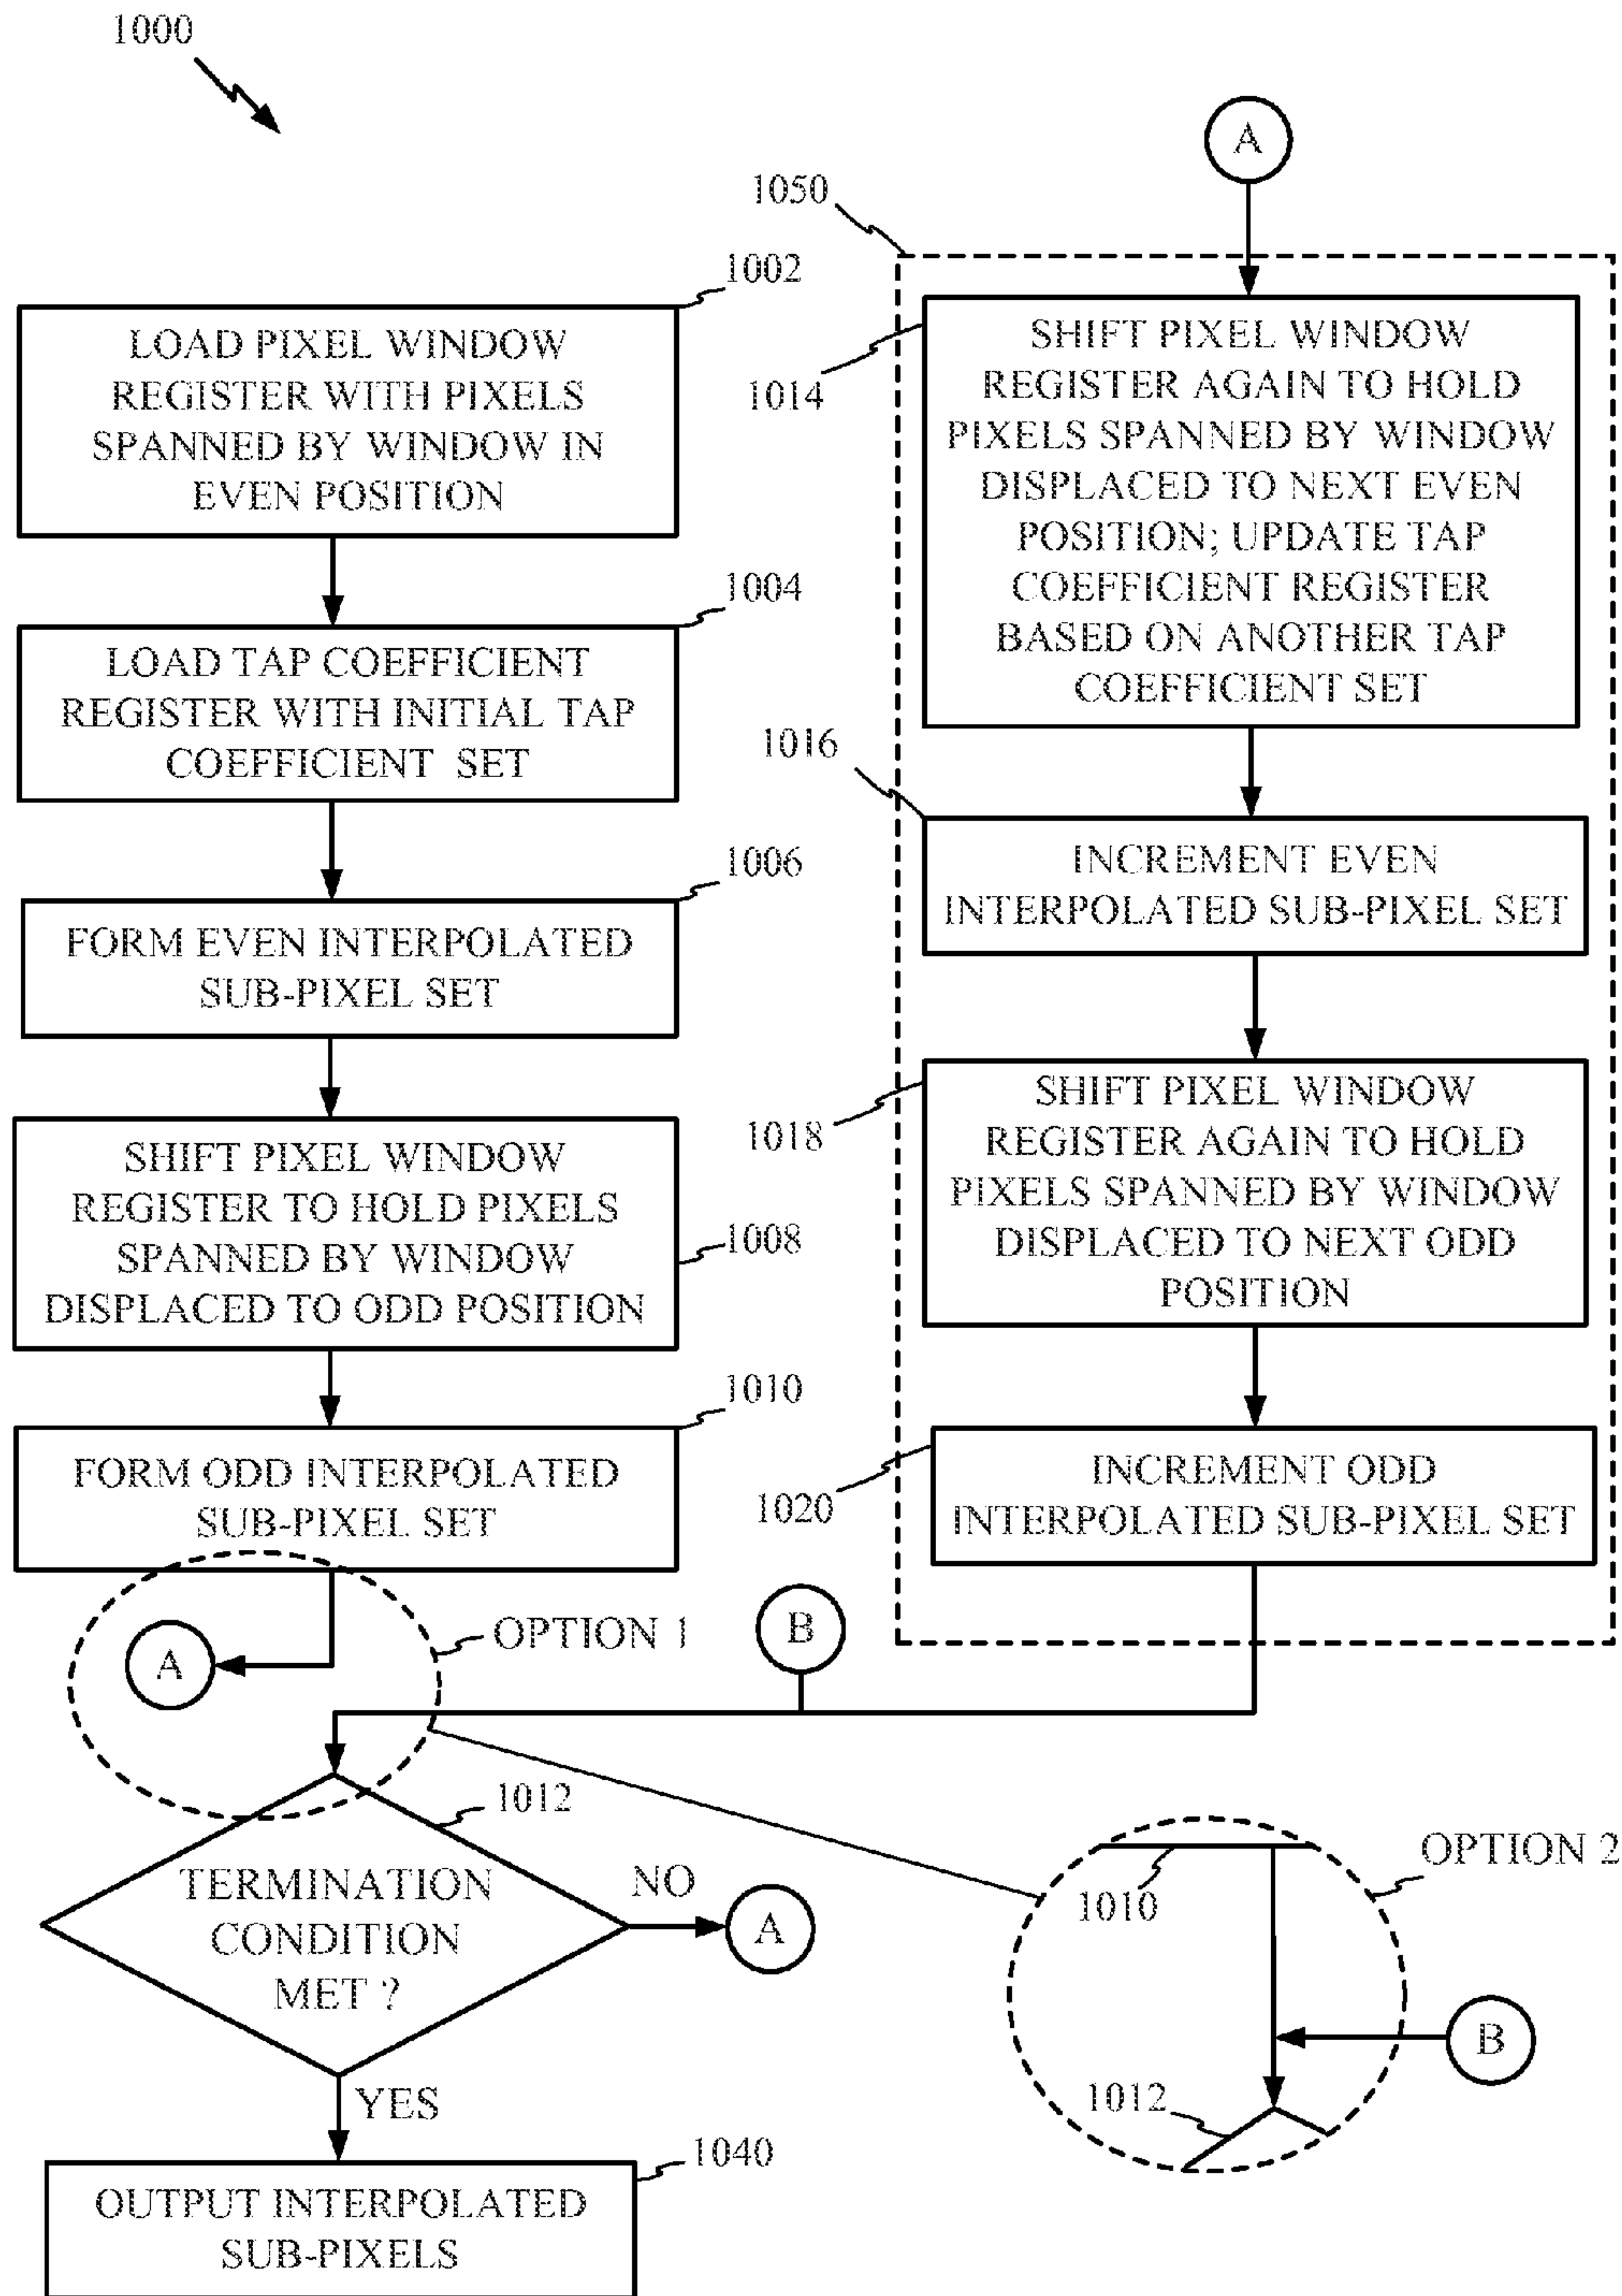 1000
1002
LOAD PIXEL WINDOW
REGISTER WITH PIXELS
SPANNED BY WINDOW IN
EVEN POSITION
1004
LOAD TAP COEFFICIENT
REGISTER WITH INITIAL TAP
COEFFICIENT SET
1006
FORM EVEN INTERPOLATED
SUB-PIXEL SET
SHIFT PIXEL WINDOW
REGISTER TO HOLD PIXELS
SPANNED BY WINDOW
DISPLACED TO ODD POSITION
1008
1010
FORM ODD INTERPOLATED
SUB-PIXEL SET
A
OPTION 1
B
1012
TERMINATION
CONDITION
MET ?
NO
A
YES
1040
OUTPUT INTERPOLATED
SUB-PIXELS
A
1050
1014
SHIFT PIXEL WINDOW
REGISTER AGAIN TO HOLD
PIXELS SPANNED BY WINDOW
DISPLACED TO NEXT EVEN
POSITION; UPDATE TAP
COEFFICIENT REGISTER
BASED ON ANOTHER TAP
COEFFICIENT SET
1016
INCREMENT EVEN
INTERPOLATED SUB-PIXEL SET
1018
SHIFT PIXEL WINDOW
REGISTER AGAIN TO HOLD
PIXELS SPANNED BY WINDOW
DISPLACED TO NEXT ODD
POSITION
1020
INCREMENT ODD
INTERPOLATED SUB-PIXEL SET
OPTION 2
1010
B
1012